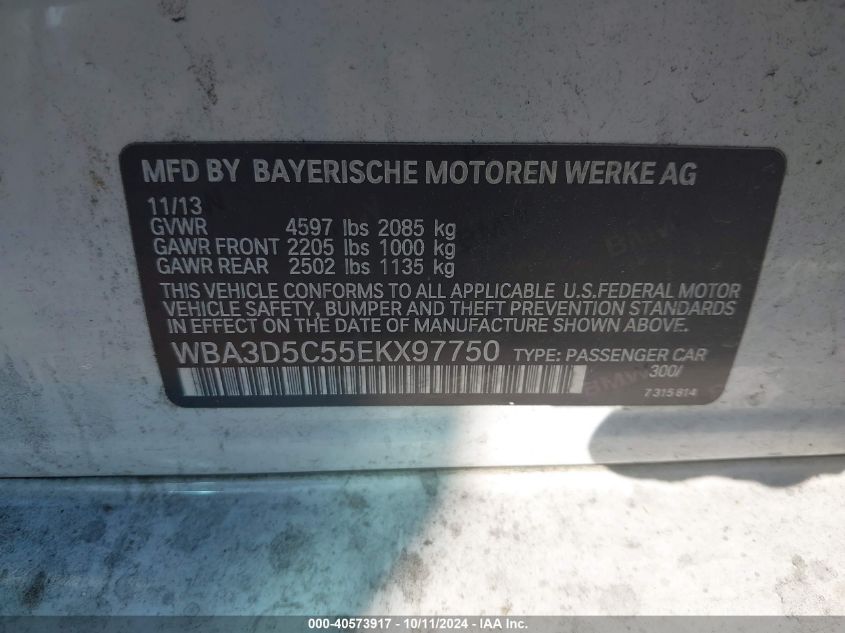 MFD BY BAYERISCHE MOTOREN WERKE AG
11/13
GVWR 4597 lbs 2085 kg
GAWR FRONT 2205 lbs 1000 kg
GAWR REAR 2502 lbs 1135 kg
THIS VEHICLE CONFORMS TO ALL APPLICABLE U.S.FEDERAL MOTOR
VEHICLE SAFETY, BUMPER AND THEFT PREVENTION STANDARDS
IN EFFECT ON THE DATE OF MANUFACTURE SHOWN ABOVE.
WBA3D5C55EKX97750 TYPE: PASSENGER CAR
300/
7 315 814
000-40573917 - 10/11/2024 - IAA Inc.